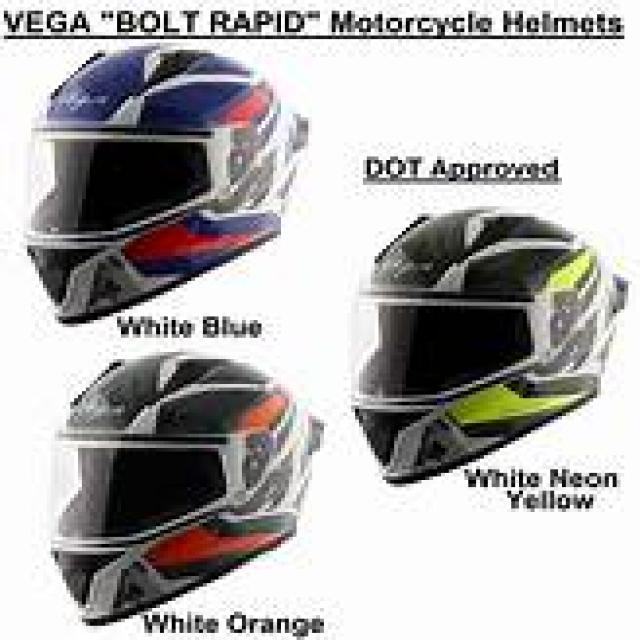 VEGA "BOLT RAPID" Motorcycle Helmets
DOT Approved
White Blue
White Neon
Yellow
White Orange